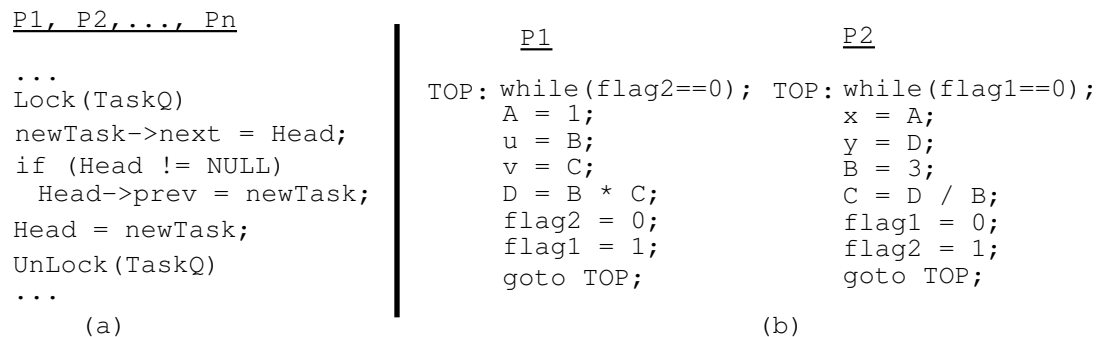 P1, P2,..., Pn
...
Lock(TaskQ)
newTask->next = Head;
if (Head != NULL)
Head->prev = newTask;
Head = newTask;
UnLock(TaskQ)
...
(a)
P1
TOP: while(flag2==0);
A = 1;
u = B;
v = C;
D = B * C;
flag2 = 0;
flag1 = 1;
goto TOP;
P2
TOP: while(flag1==0);
x = A;
y = D;
B = 3;
C = D / B;
flag1 = 0;
flag2 = 1;
goto TOP;
(b)